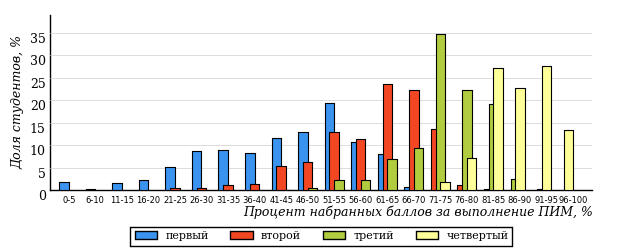 Доля студентов, %
35
30
25
20
15
10
5
0
0-5 6-10 11-15 16-20 21-25 26-30 31-35 36-40 41-45 46-50 51-55 56-60 61-65 66-70 71-75 76-80 81-85 86-90 91-95 96-100
Процент набранных баллов за выполнение ПИМ, %
первый второй третий четвертый